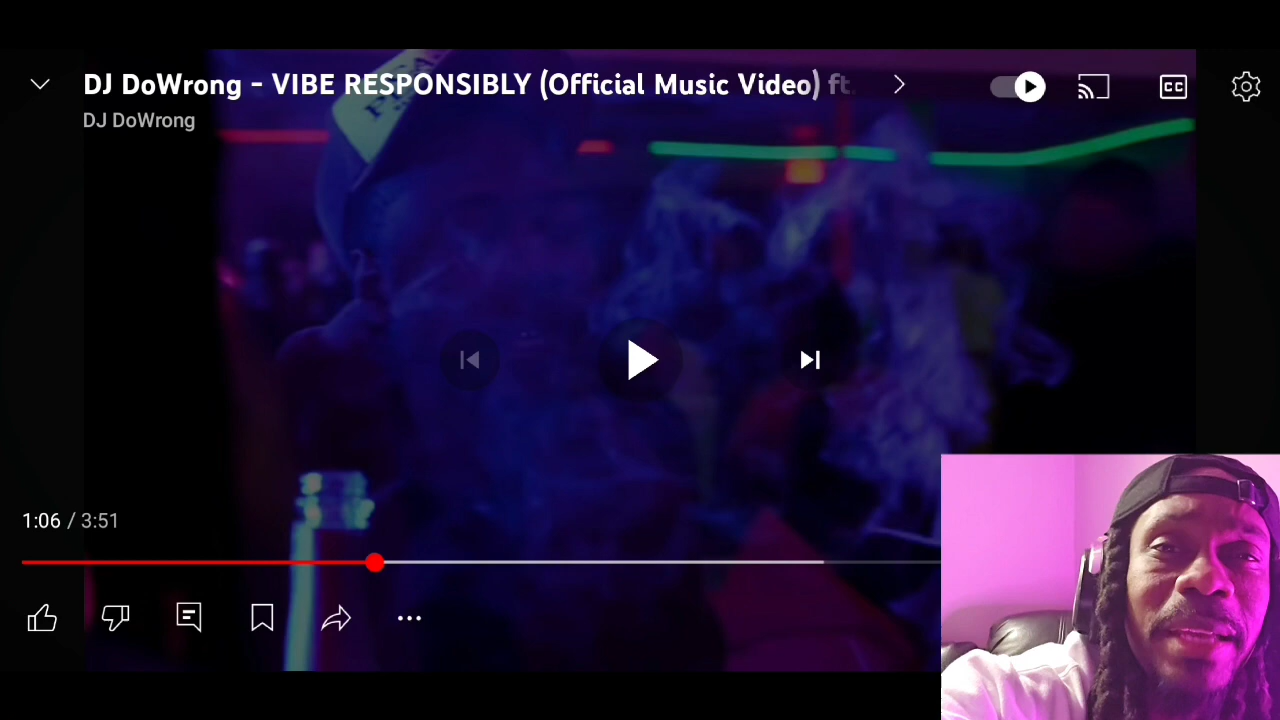 DJ DoWrong - VIBE RESPONSIBLY (Official Music Video) ft.
DJ DoWrong
CC
1:06 / 3:51